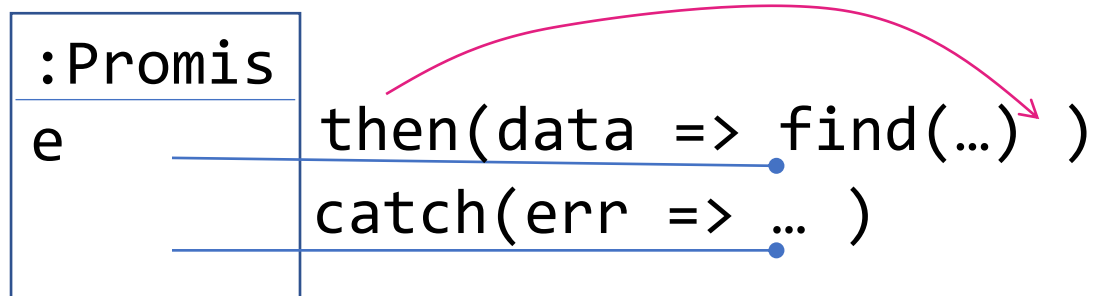 :Promis
e
then(data => find(…) )
catch(err => … )